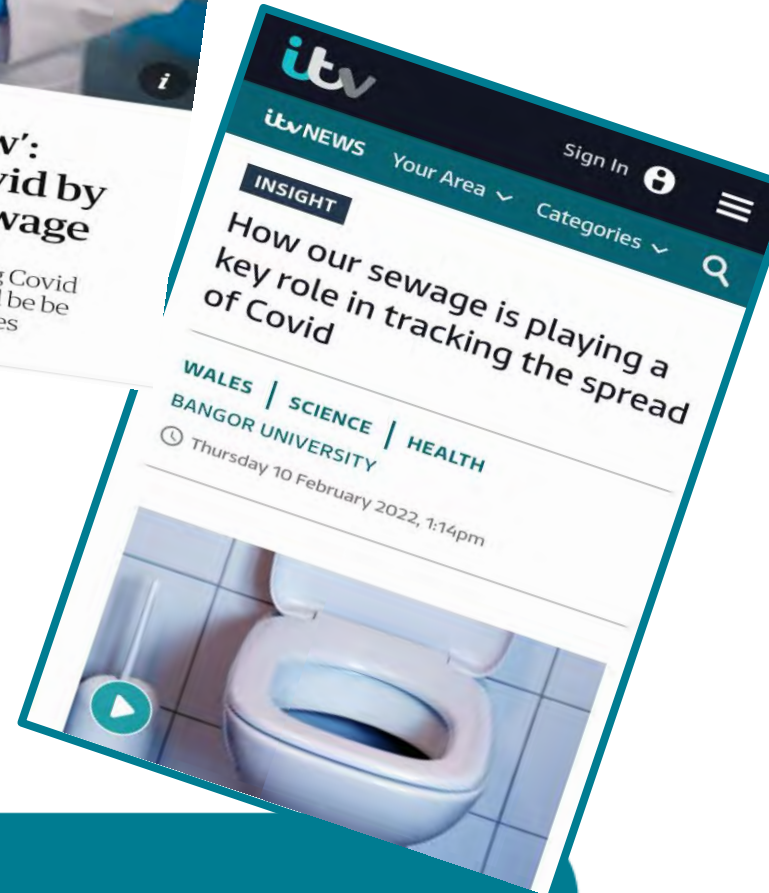 w':
vid by
wage
g Covid
l be be
es
itv
itv NEWS
Your Area
Categories
Sign In
INSIGHT
How our sewage is playing a
key role in tracking the spread
of Covid
WALES | SCIENCE | HEALTH
BANGOR UNIVERSITY
Thursday 10 February 2022, 1:14pm